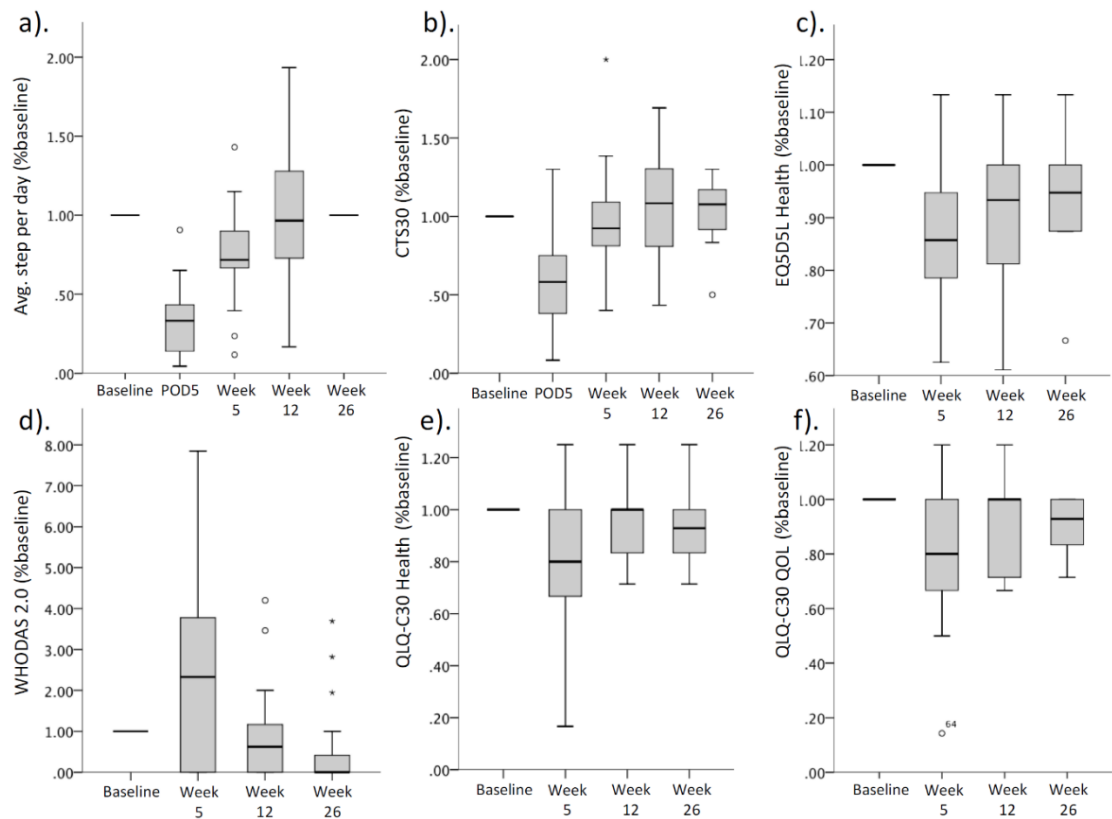 a).
Avg. step per day (%baseline)
2.00
1.50
1.00
.50
.00
Baseline POD5 Week 5 Week 12 Week 26
b).
CTS30 (%baseline)
2.00
1.50
1.00
.50
.00
Baseline POD5 Week 5 Week 12 Week 26
c).
EQ5D5L Health (%baseline)
1.20
1.00
.90
.80
.70
.60
Baseline Week 5 Week 12 Week 26
d).
WHODAS 2.0 (%baseline)
8.00
7.00
6.00
5.00
4.00
3.00
2.00
1.00
.00
Baseline Week 5 Week 12 Week 26
e).
QLQ-C30 Health (%baseline)
1.20
1.00
.80
.60
.40
.20
.00
Baseline Week 5 Week 12 Week 26
f).
QLQ-C30 QOL (%baseline)
1.20
1.00
.80
.60
.40
.20
.00
64
Baseline Week 5 Week 12 Week 26